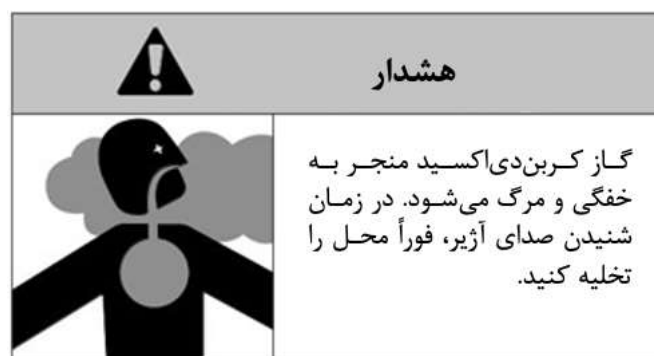 هشدار
گاز کربن‌دی‌اکسید منجر به
خفگی و مرگ می‌شود. در زمان
شنیدن صدای آژیر، فوراً محل را
تخلیه کنید.